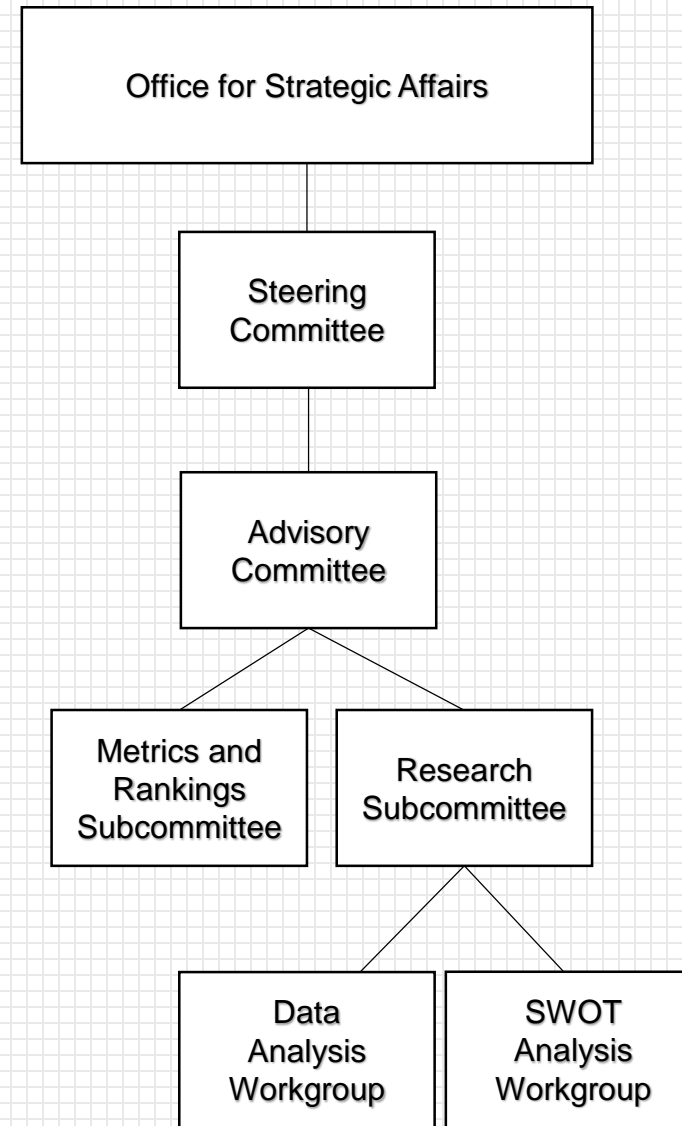 Office for Strategic Affairs
Steering
Committee
Advisory
Committee
Metrics and
Rankings
Subcommittee
Research
Subcommittee
Data
Analysis
Workgroup
SWOT
Analysis
Workgroup